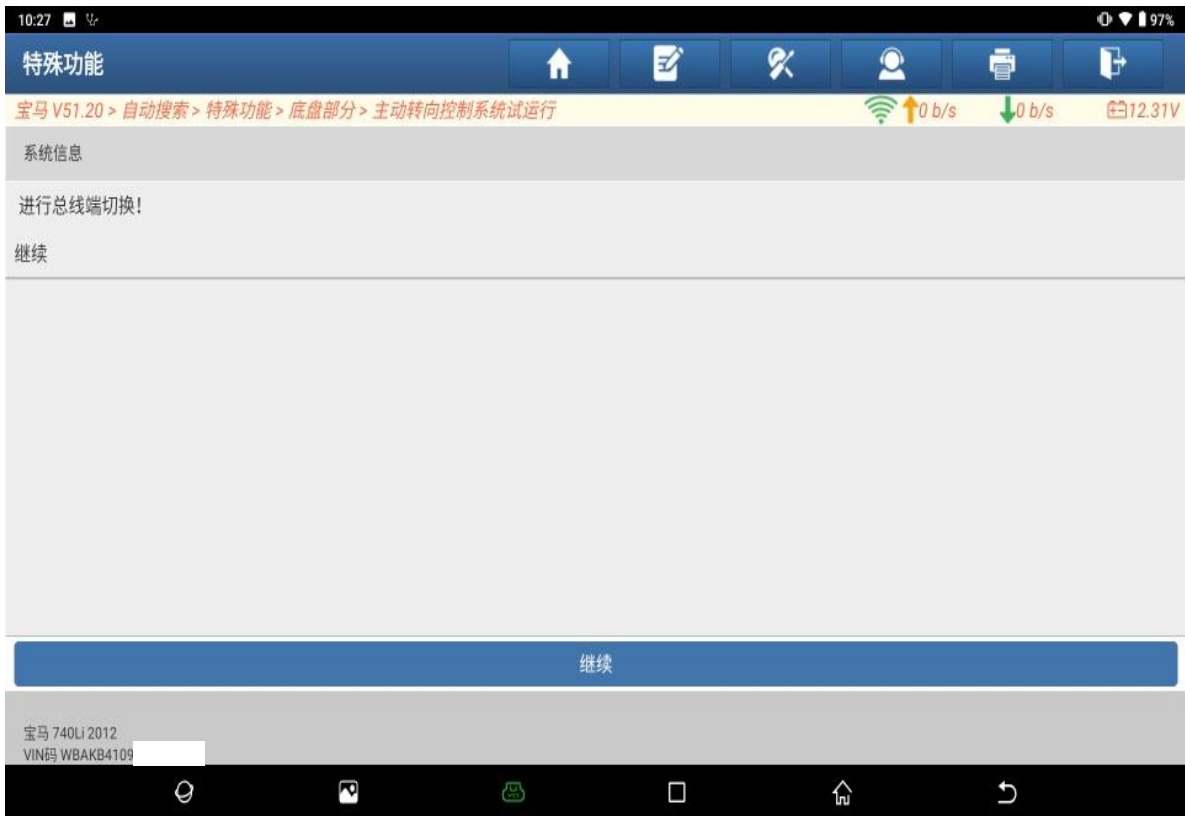 10:27 97%
特殊功能
宝马 V51.20 > 自动搜索 > 特殊功能 > 底盘部分 > 主动转向控制系统试运行 0 b/s 0 b/s 12.31V
系统信息
进行总线端切换!
继续
继续
宝马 740Li 2012
VIN码 WBAKB4109
VCI